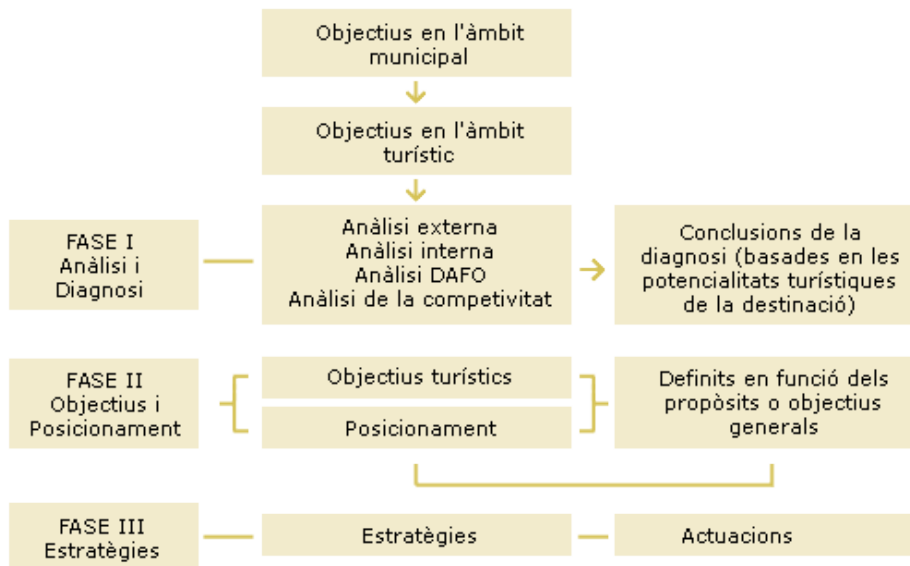 Objectius en l'àmbit
municipal
Objectius en l'àmbit
turístic
FASE I
Anàlisi i
Diagnosi
Anàlisi externa
Anàlisi interna
Anàlisi DAFO
Anàlisi de la competivitat
Conclusions de la
diagnosi (basades en les
potencialitats turístiques
de la destinació)
FASE II
Objectius i
Posicionament
Objectius turístics
Posicionament
Definits en funció dels
propòsits o objectius
generals
FASE III
Estratègies
Estratègies
Actuacions